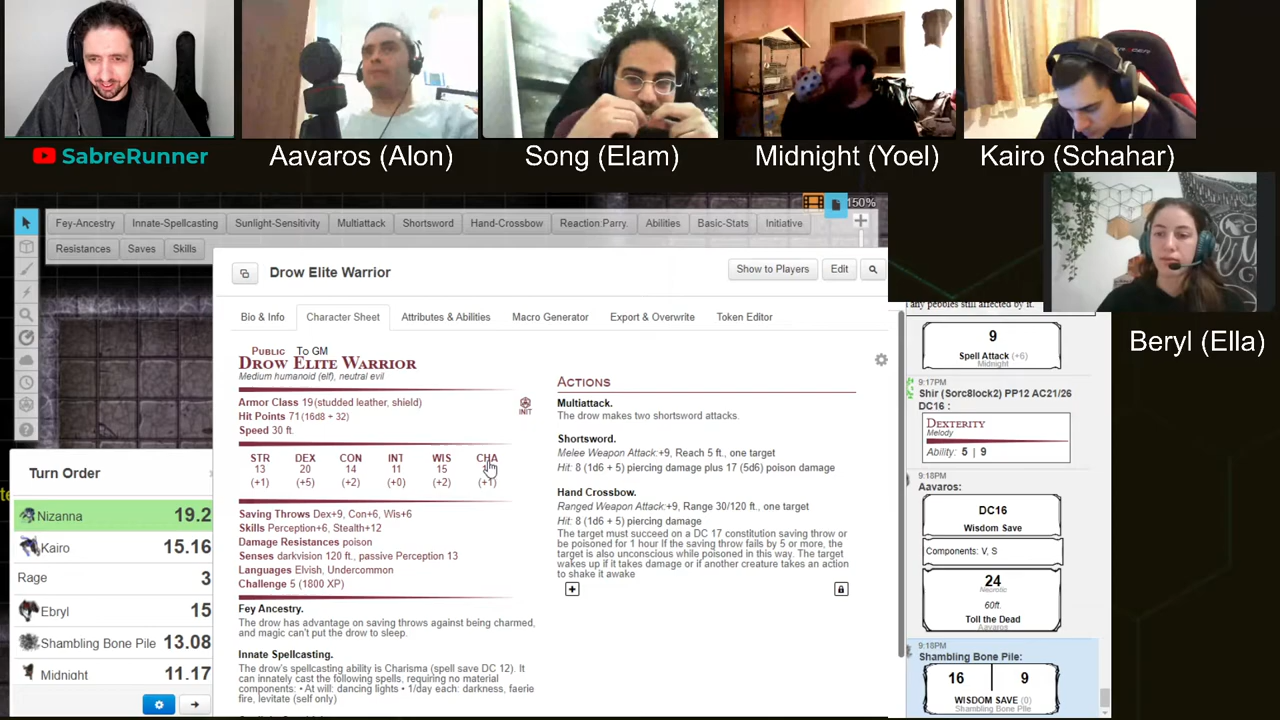 SabreRunner
Aavaros (Alon)
Song (Elam)
Midnight (Yoel)
Kairo (Schahar)
Beryl (Ella)
150%
Fey-Ancestry
Innate-Spellcasting
Sunlight-Sensitivity
Multiattack
Shortsword
Hand-Crossbow
Reaction Parry.
Abilities
Basic-Stats
Initiative
Resistances
Saves
Skills
Drow Elite Warrior
Show to Players
Edit
Bio & Info
Character Sheet
Attributes & Abilities
Macro Generator
Export & Overwrite
Token Editor
Public To GM
Drow Elite Warrior
Medium humanoid (elf), neutral evil
Armor Class 19(studded leather, shield)
Hit Points 71(16d8 + 32)
Speed 30 ft.
INIT
STR DEX CON INT WIS CHA
13 20 14 11 15
(+1) (+5) (+2) (+0) (+2) (+1)
Saving Throws Dex+9, Con+6, Wis+6
Skills Perception+6, Stealth+12
Damage Resistances poison
Senses darkvision 120 ft., passive Perception 13
Languages Elvish, Undercommon
Challenge 5 (1800 XP)
Fey Ancestry.
The drow has advantage on saving throws against being charmed,
and magic can't put the drow to sleep.
Innate Spellcasting.
The drow's spellcasting ability is Charisma (spell save DC 12). It
can innately cast the following spells, requiring no material
components: • At will: dancing lights • 1/day each: darkness, faerie
fire, levitate (self only)
Actions
Multiattack.
The drow makes two shortsword attacks.
Shortsword.
Melee Weapon Attack:+9, Reach 5 ft., one target
Hit: 8 (1d6 + 5) piercing damage plus 17 (5d6) poison damage
Hand Crossbow.
Ranged Weapon Attack:+9, Range 30/120 ft., one target
Hit: 8 (1d6 + 5) piercing damage
The target must succeed on a DC 17 constitution saving throw or
be poisoned for 1 hour If the saving throw fails by 5 or more, the
target is also unconscious while poisoned in this way. The target
wakes up if it takes damage or if another creature takes an action
to shake it awake
Turn Order
Nizanna 19.2
Kairo 15.16
Rage 3
Ebryl 15
Shambling Bone Pile 13.08
Midnight 11.17
any pebbles still affected by it.
9
Spell Attack (+6)
Midnight
9:17PM
Shir (Sorc8lock2) PP12 AC21/26
DC16 :
Dexterity
Melody
Ability: 5 | 9
9:18PM
Aavaros:
DC16
Wisdom Save
Components: V, S
24
Necrotic
60ft.
Toll the Dead
Aavaros
9:18PM
Shambling Bone Pile:
16 | 9
WISDOM SAVE (0)
Shambling Bone Pile